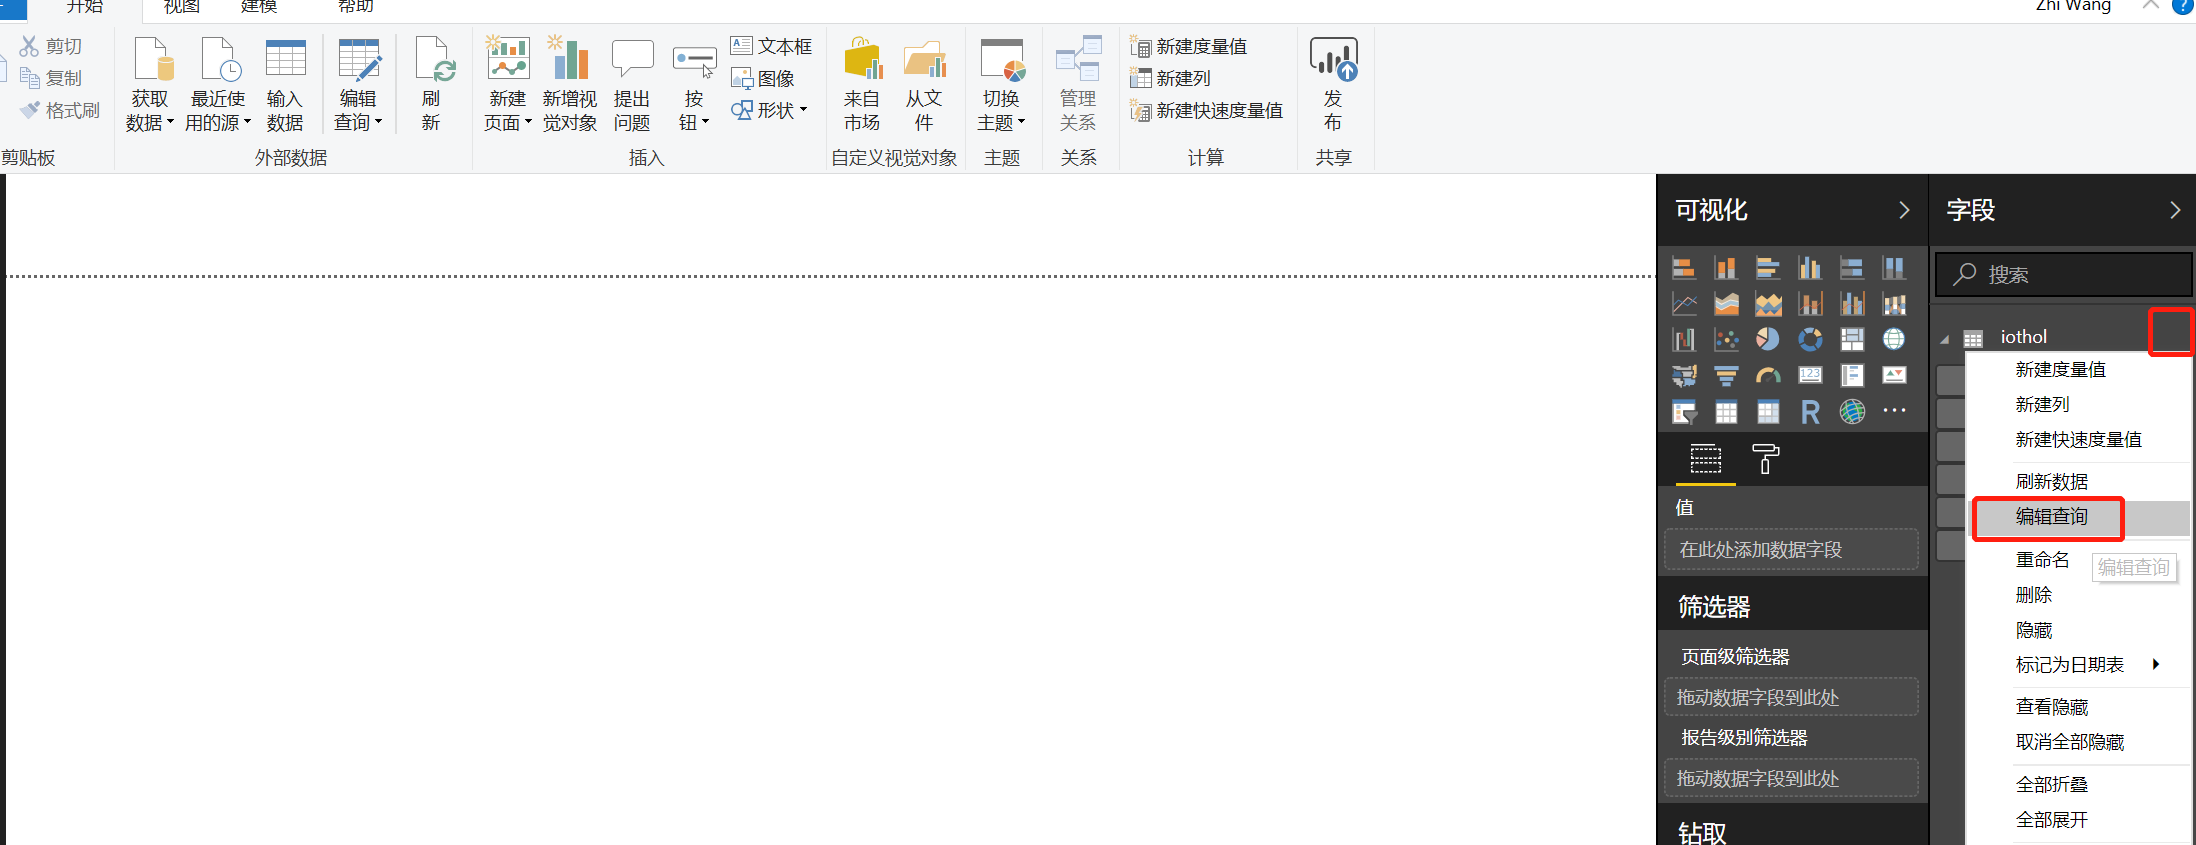 开始 视图 建模 帮助 Zhi Wang ?
剪切
复制
格式刷
剪贴板
获取
数据
最近使
用的源
输入
数据
编辑
查询
刷
新
外部数据
新建
页面
新增视
觉对象
提出
问题
按
钮
文本框
图像
形状
插入
来自
市场
从文
件
自定义视觉对象
切换
主题
主题
管理
关系
关系
新建度量值
新建列
新建快速度量值
计算
发
布
共享
可视化
123
R
值
在此处添加数据字段
筛选器
页面级筛选器
拖动数据字段到此处
报告级别筛选器
拖动数据字段到此处
钻取
字段
搜索
iothol
新建度量值
新建列
新建快速度量值
刷新数据
编辑查询
重命名
编辑查询
删除
隐藏
标记为日期表
查看隐藏
取消全部隐藏
全部折叠
全部展开